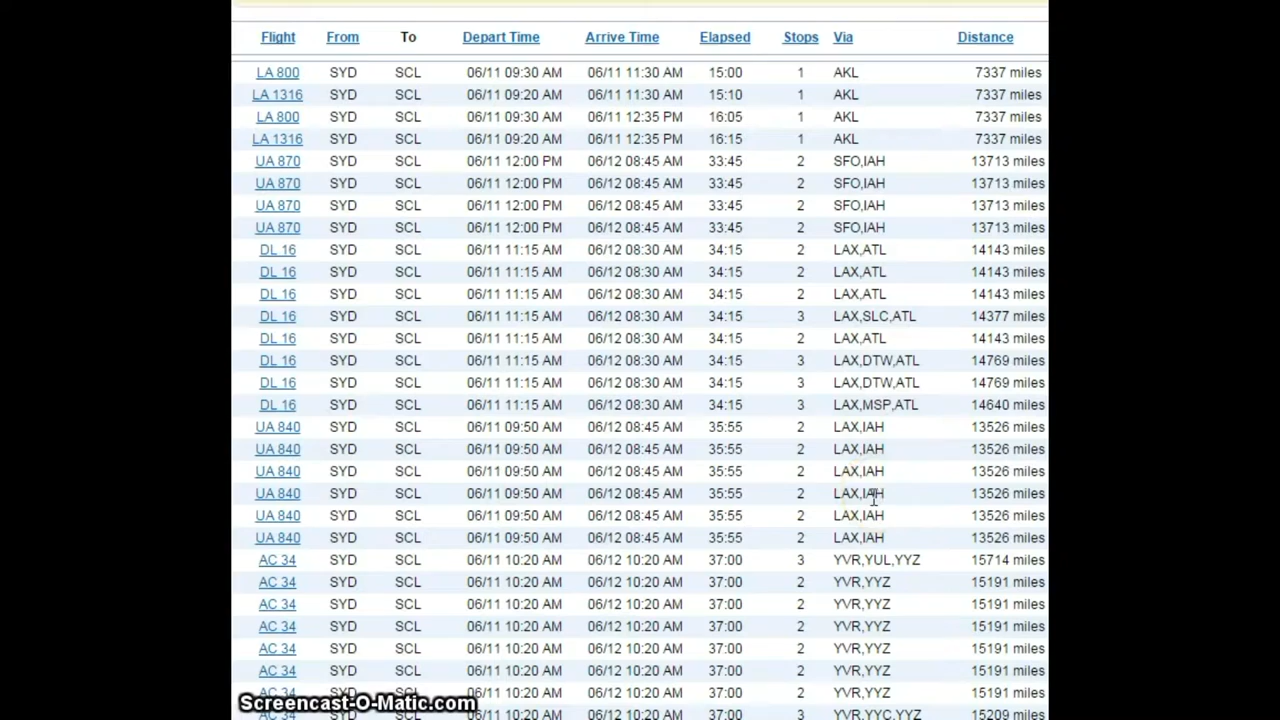 Flight From To Depart Time Arrive Time Elapsed Stops Via Distance
LA 800 SYD SCL 06/11 09:30 AM 06/11 11:30 AM 15:00 1 AKL 7337 miles
LA 1316 SYD SCL 06/11 09:20 AM 06/11 11:30 AM 15:10 1 AKL 7337 miles
LA 800 SYD SCL 06/11 09:30 AM 06/11 12:35 PM 16:05 1 AKL 7337 miles
LA 1316 SYD SCL 06/11 09:20 AM 06/11 12:35 PM 16:15 1 AKL 7337 miles
UA 870 SYD SCL 06/11 12:00 PM 06/12 08:45 AM 33:45 2 SFO,IAH 13713 miles
UA 870 SYD SCL 06/11 12:00 PM 06/12 08:45 AM 33:45 2 SFO,IAH 13713 miles
UA 870 SYD SCL 06/11 12:00 PM 06/12 08:45 AM 33:45 2 SFO,IAH 13713 miles
UA 870 SYD SCL 06/11 12:00 PM 06/12 08:45 AM 33:45 2 SFO,IAH 13713 miles
DL 16 SYD SCL 06/11 11:15 AM 06/12 08:30 AM 34:15 2 LAX,ATL 14143 miles
DL 16 SYD SCL 06/11 11:15 AM 06/12 08:30 AM 34:15 2 LAX,ATL 14143 miles
DL 16 SYD SCL 06/11 11:15 AM 06/12 08:30 AM 34:15 2 LAX,ATL 14143 miles
DL 16 SYD SCL 06/11 11:15 AM 06/12 08:30 AM 34:15 3 LAX,SLC,ATL 14377 miles
DL 16 SYD SCL 06/11 11:15 AM 06/12 08:30 AM 34:15 2 LAX,ATL 14143 miles
DL 16 SYD SCL 06/11 11:15 AM 06/12 08:30 AM 34:15 3 LAX,DTW,ATL 14769 miles
DL 16 SYD SCL 06/11 11:15 AM 06/12 08:30 AM 34:15 3 LAX,DTW,ATL 14769 miles
DL 16 SYD SCL 06/11 11:15 AM 06/12 08:30 AM 34:15 3 LAX,MSP,ATL 14640 miles
UA 840 SYD SCL 06/11 09:50 AM 06/12 08:45 AM 35:55 2 LAX,IAH 13526 miles
UA 840 SYD SCL 06/11 09:50 AM 06/12 08:45 AM 35:55 2 LAX,IAH 13526 miles
UA 840 SYD SCL 06/11 09:50 AM 06/12 08:45 AM 35:55 2 LAX,IAH 13526 miles
UA 840 SYD SCL 06/11 09:50 AM 06/12 08:45 AM 35:55 2 LAX,IAH 13526 miles
UA 840 SYD SCL 06/11 09:50 AM 06/12 08:45 AM 35:55 2 LAX,IAH 13526 miles
UA 840 SYD SCL 06/11 09:50 AM 06/12 08:45 AM 35:55 2 LAX,IAH 13526 miles
AC 34 SYD SCL 06/11 10:20 AM 06/12 10:20 AM 37:00 3 YVR,YUL,YYZ 15714 miles
AC 34 SYD SCL 06/11 10:20 AM 06/12 10:20 AM 37:00 2 YVR,YYZ 15191 miles
AC 34 SYD SCL 06/11 10:20 AM 06/12 10:20 AM 37:00 2 YVR,YYZ 15191 miles
AC 34 SYD SCL 06/11 10:20 AM 06/12 10:20 AM 37:00 2 YVR,YYZ 15191 miles
AC 34 SYD SCL 06/11 10:20 AM 06/12 10:20 AM 37:00 2 YVR,YYZ 15191 miles
AC 34 SYD SCL 06/11 10:20 AM 06/12 10:20 AM 37:00 2 YVR,YYZ 15191 miles
AC 34 SYD SCL 06/11 10:20 AM 06/12 10:20 AM 37:00 2 YVR,YYZ 15191 miles
Screencast-O-Matic.com
AC 34 SYD SCL 06/11 10:20 AM 06/12 10:20 AM 37:00 3 YVR,YYC,YYZ 15209 miles